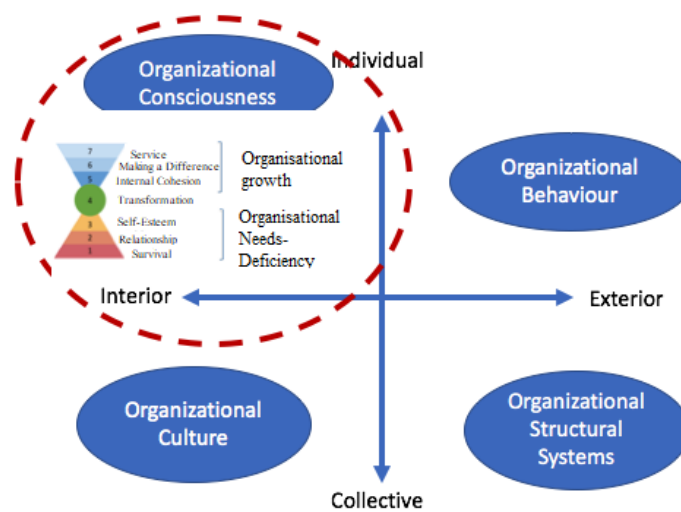 Organizational
Consciousness
Individual
7 Service
6 Making a Difference
5 Internal Cohesion
4 Transformation
3 Self-Esteem
2 Relationship
1 Survival
Organisational
growth
Organisational
Needs-
Deficiency
Organizational
Behaviour
Interior
Exterior
Organizational
Culture
Organizational
Structural
Systems
Collective